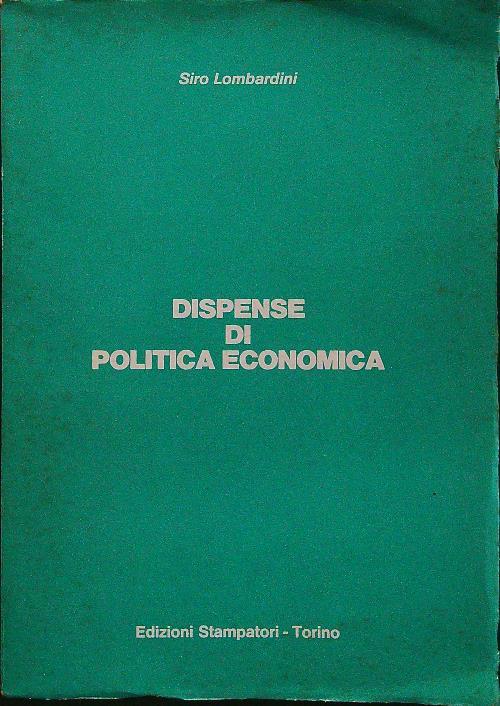 Siro Lombardini
DISPENSE
DI
POLITICA ECONOMICA
Edizioni Stampatori - Torino